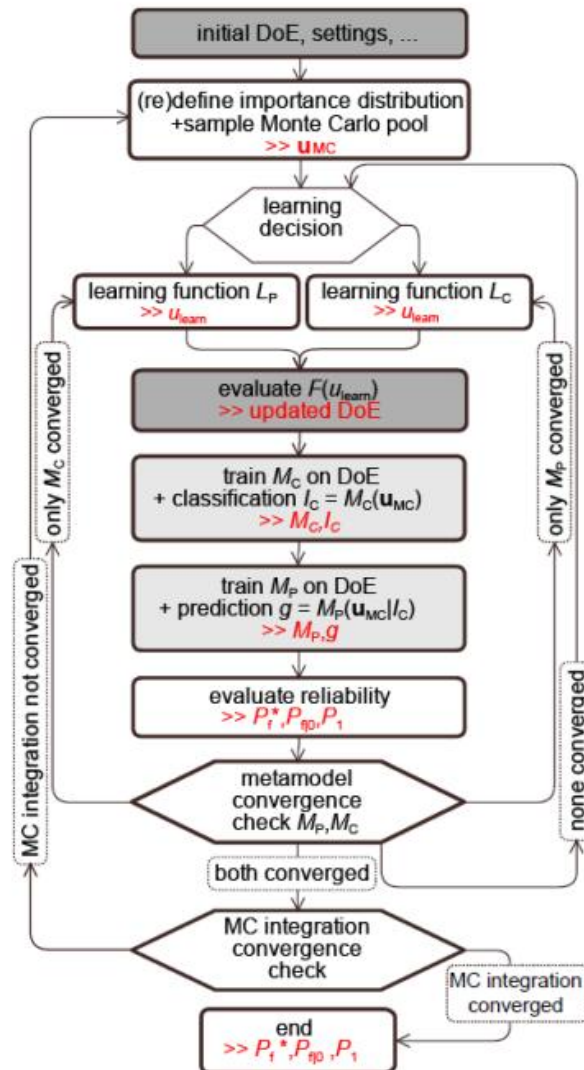 initial DoE, settings, ...
(re)define importance distribution
+sample Monte Carlo pool
>> uMC
learning
decision
learning function LP
>> ulearn
learning function LC
>> ulearn
evaluate F(ulearn)
>> updated DoE
train MC on DoE
+ classification IC = MC(uMC)
>> MC,IC
train MP on DoE
+ prediction g = MP(uMC|IC)
>> MP,g
evaluate reliability
>> Pf*,Pf|0,P1
metamodel
convergence
check MP,MC
both converged
MC integration
convergence
check
MC integration
converged
end
>> Pf*,Pf|0,P1
MC integration not converged
only MC converged
only MP converged
none converged